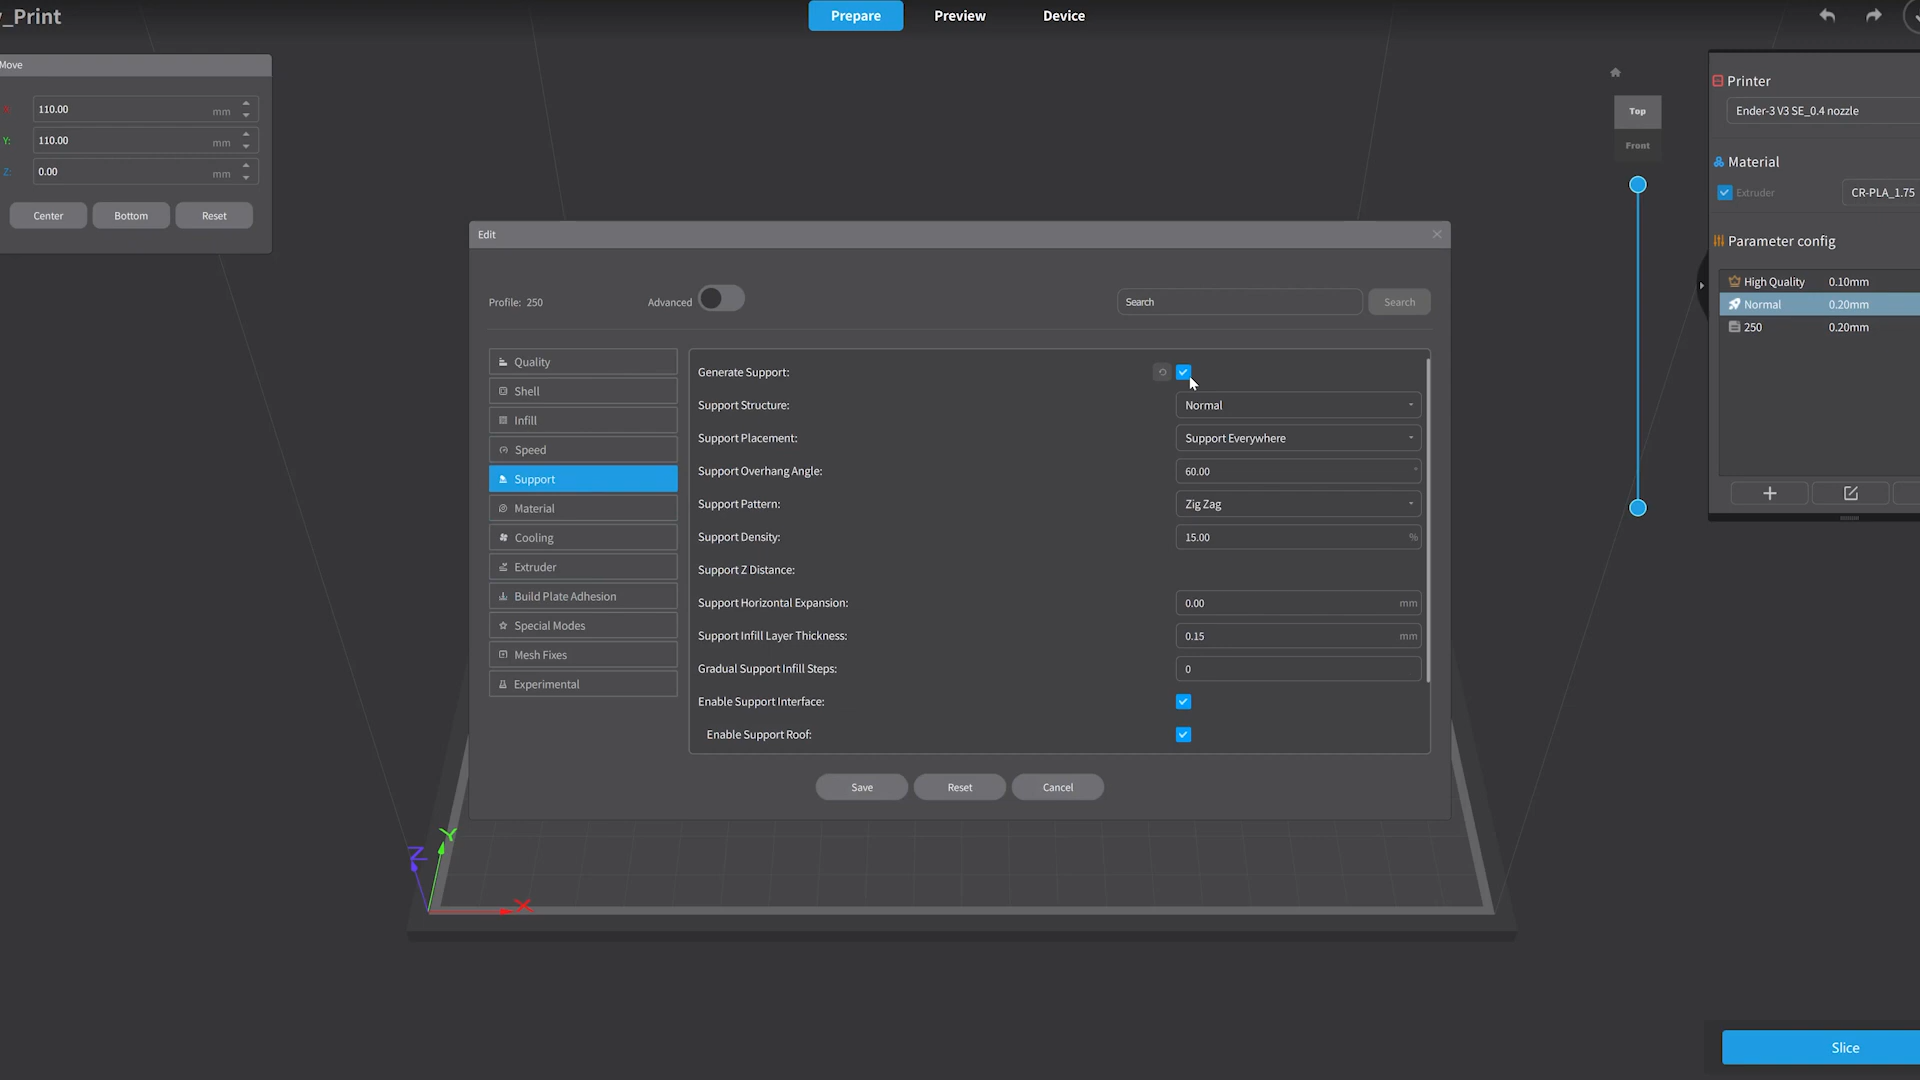 _Print
Prepare
Preview
Device
Move
110.00 mm
Y: 110.00 mm
Z: 0.00 mm
Center
Bottom
Reset
Top
Front
Printer
Ender-3 V3 SE_0.4 nozzle
Material
Extruder
CR-PLA_1.75
Parameter config
High Quality 0.10mm
Normal 0.20mm
250 0.20mm
Edit
Profile: 250
Advanced
Search
Search
Quality
Shell
Infill
Speed
Support
Material
Cooling
Extruder
Build Plate Adhesion
Special Modes
Mesh Fixes
Experimental
Generate Support:
Support Structure: Normal
Support Placement: Support Everywhere
Support Overhang Angle: 60.00 °
Support Pattern: Zig Zag
Support Density: 15.00 %
Support Z Distance:
Support Horizontal Expansion: 0.00 mm
Support Infill Layer Thickness: 0.15 mm
Gradual Support Infill Steps: 0
Enable Support Interface:
Enable Support Roof:
Save
Reset
Cancel
Z
Y
X
Slice